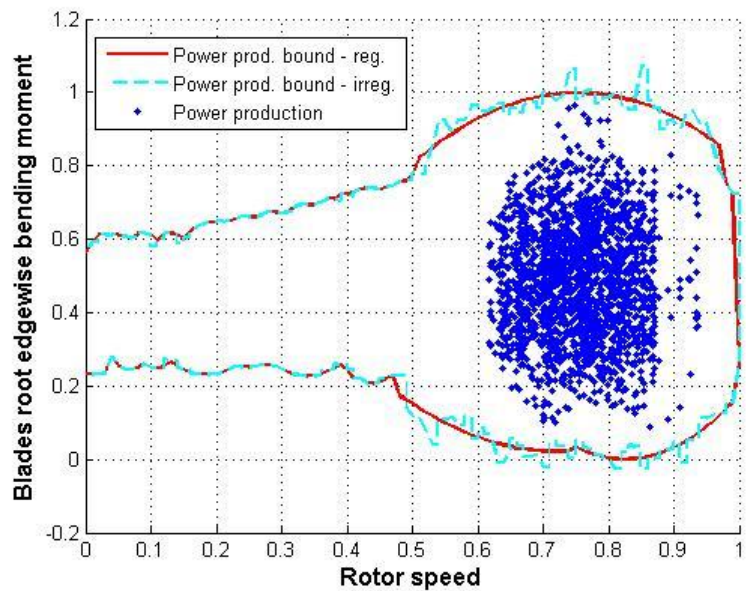 1.2
1
0.8
0.6
0.4
0.2
0
-0.2
Blades root edgewise bending moment
Power prod. bound - reg.
Power prod. bound - irreg.
Power production
0 0.1 0.2 0.3 0.4 0.5 0.6 0.7 0.8 0.9 1
Rotor speed